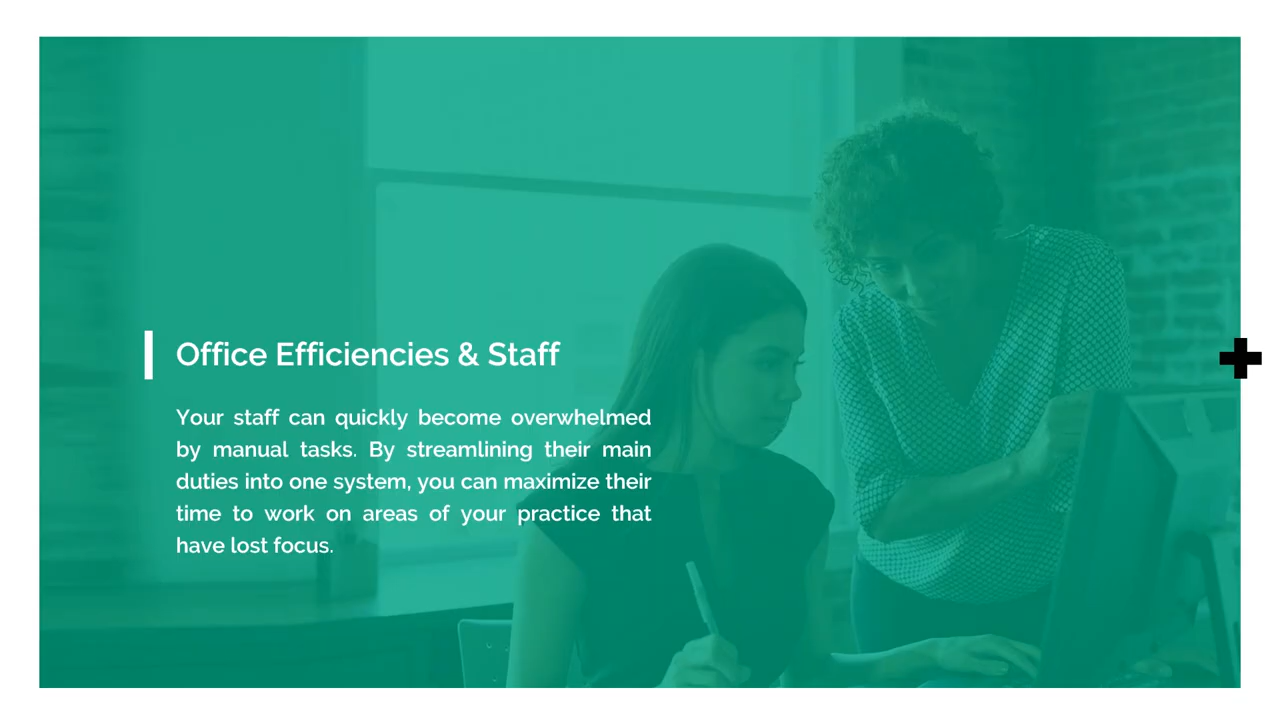 Office Efficiencies & Staff
Your staff can quickly become overwhelmed
by manual tasks. By streamlining their main
duties into one system, you can maximize their
time to work on areas of your practice that
have lost focus.